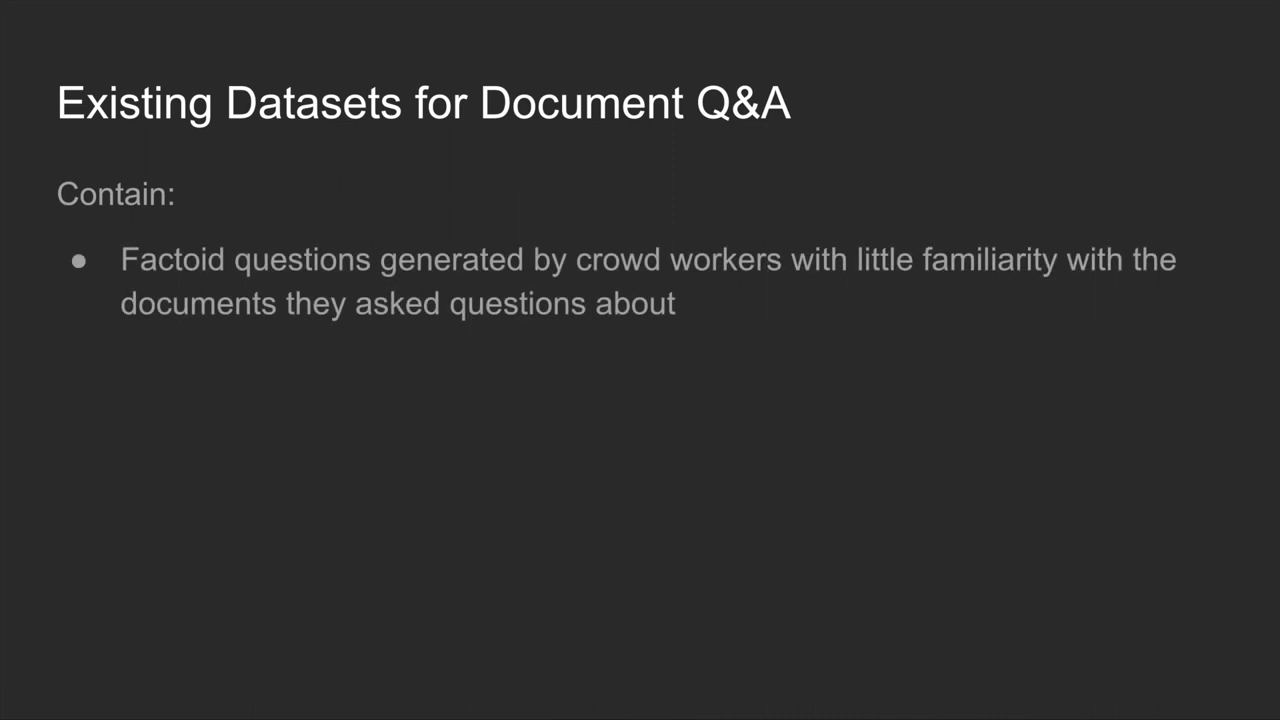 Existing Datasets for Document Q&A
Contain:
● Factoid questions generated by crowd workers with little familiarity with the
documents they asked questions about